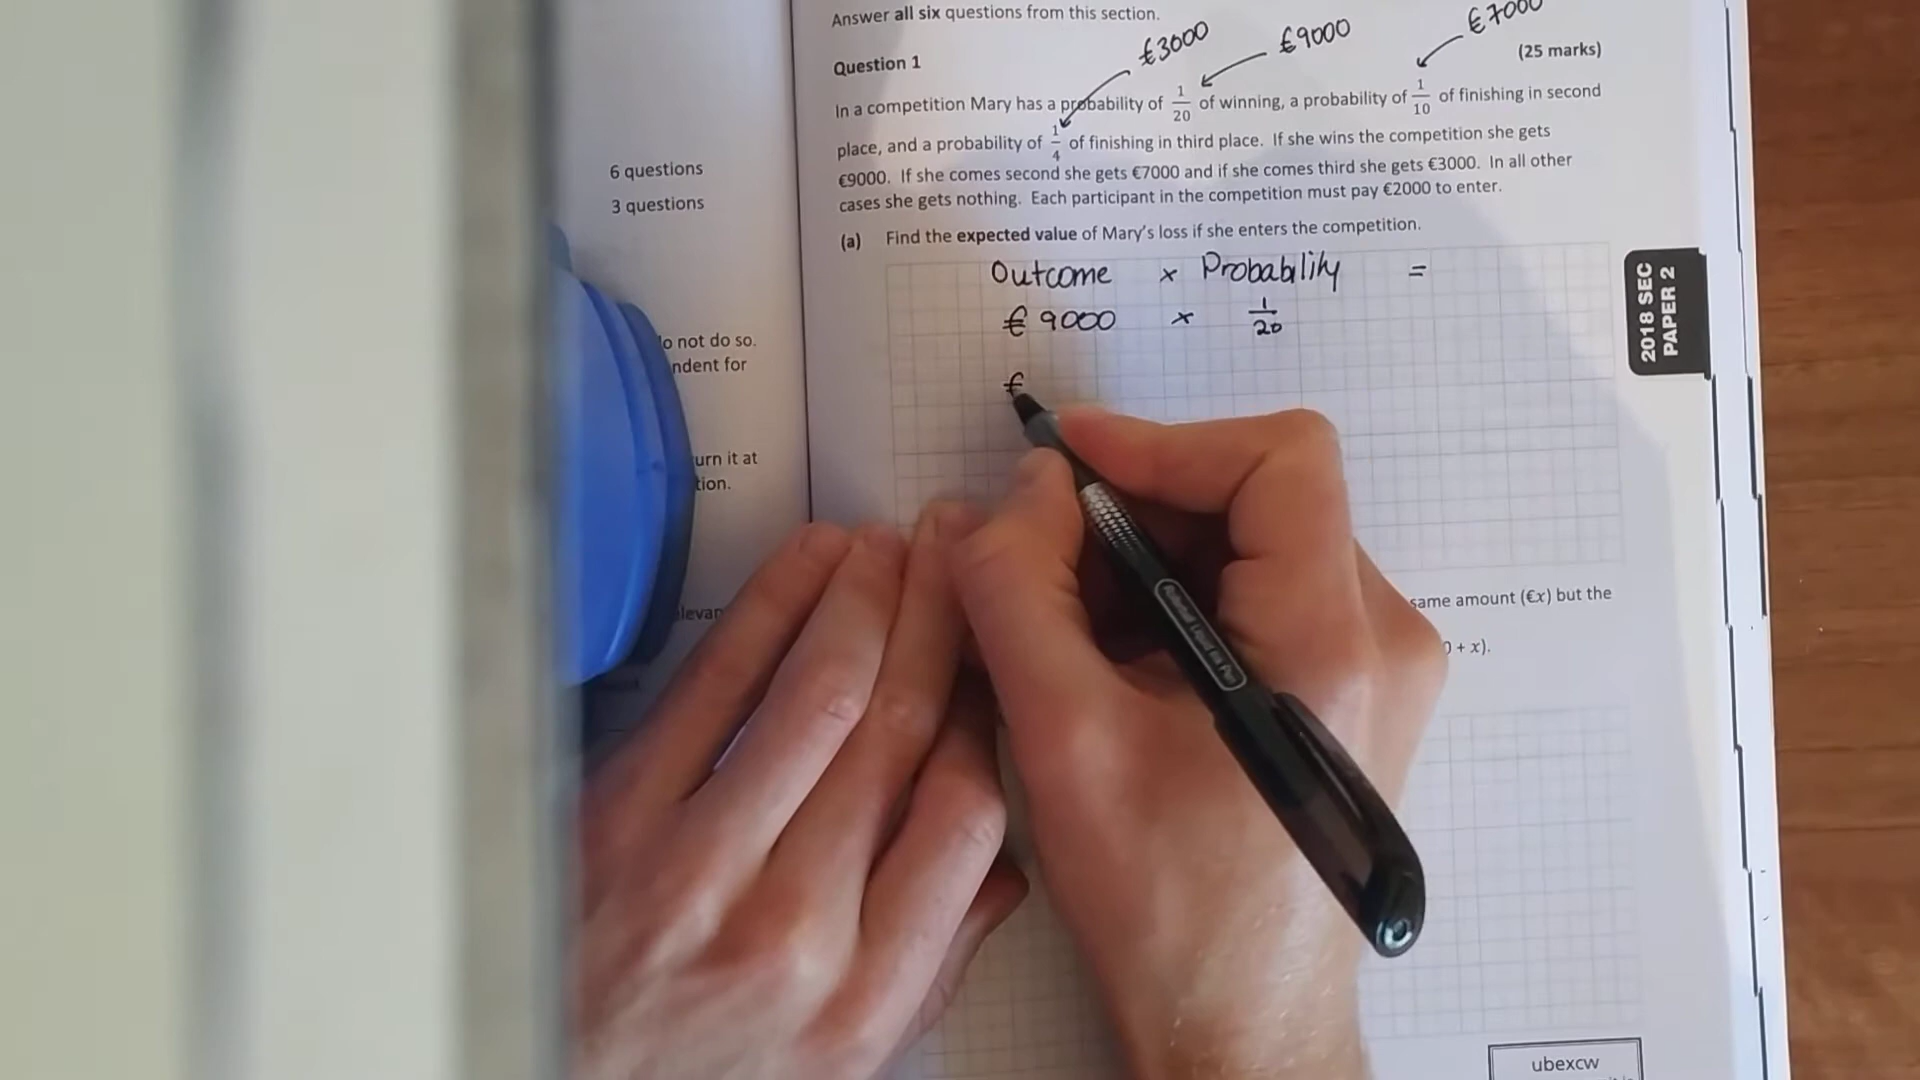 Answer all six questions from this section.
€3000
€9000
€7000
Question 1
(25 marks)
In a competition Mary has a probability of 1/20 of winning, a probability of 1/10 of finishing in second
place, and a probability of 1/4 of finishing in third place. If she wins the competition she gets
€9000. If she comes second she gets €7000 and if she comes third she gets €3000. In all other
cases she gets nothing. Each participant in the competition must pay €2000 to enter.
(a) Find the expected value of Mary's loss if she enters the competition.
Outcome × Probability =
€ 9000 × 1/20
€
6 questions
3 questions
not do so.
ndent for
urn it at
tion.
same amount (€x) but the
+ x).
2018 SEC
PAPER 2
ubexcw